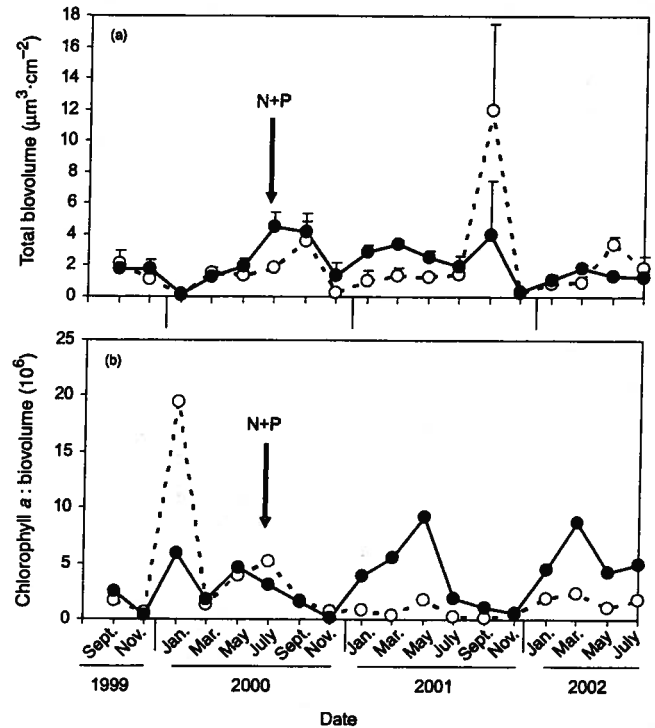 (a)
Total biovolume (µm³·cm⁻²)
18
16
14
12
10
8
6
4
2
0
N+P
(b)
Chlorophyll a : biovolume (10⁶)
25
20
15
10
5
0
N+P
Sept. Nov. Jan. Mar. May July Sept. Nov. Jan. Mar. May July Sept. Nov. Jan. Mar. May July
1999 2000 2001 2002
Date